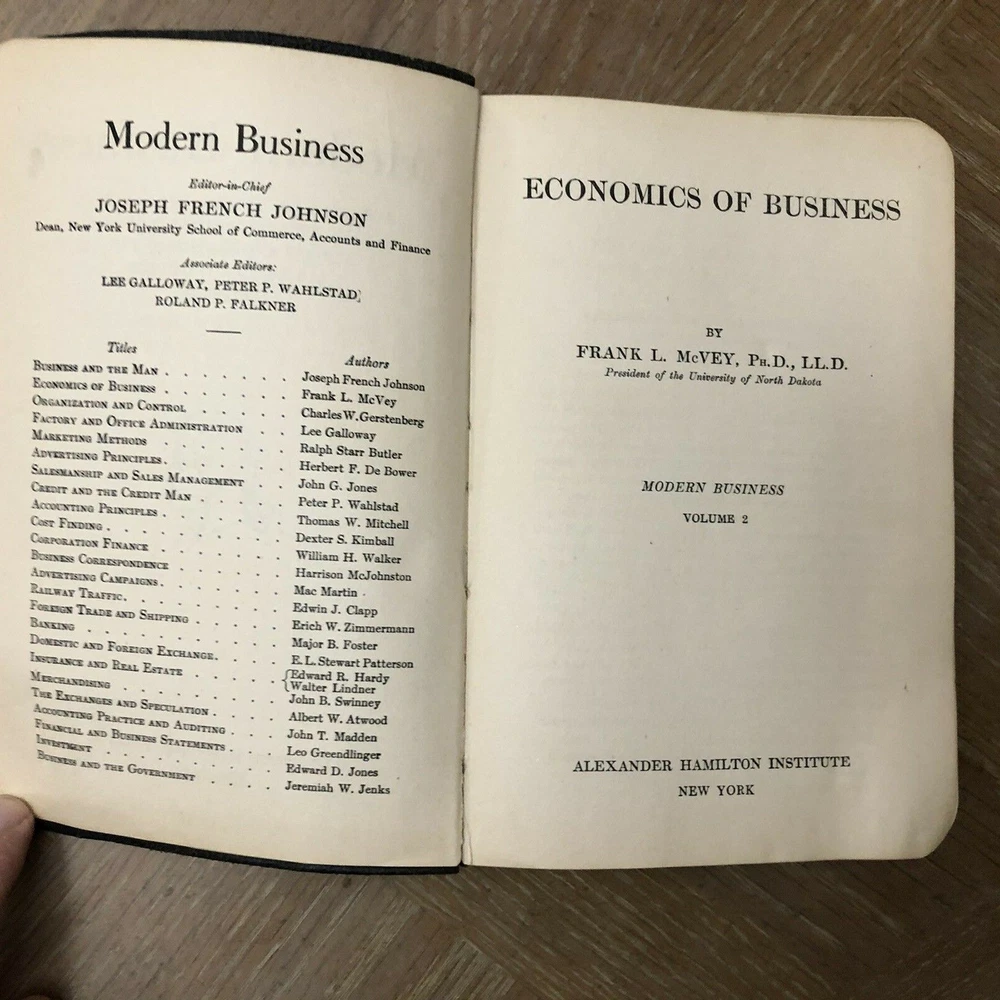 Modern Business
Editor-in-Chief
JOSEPH FRENCH JOHNSON
Dean, New York University School of Commerce, Accounts and Finance
Associate Editors:
LEE GALLOWAY, PETER P. WAHLSTAD
ROLAND P. FALKNER
Titles Authors
BUSINESS AND THE MAN . . . . . . . Joseph French Johnson
ECONOMICS OF BUSINESS . . . . . . . Frank L. McVey
ORGANIZATION AND CONTROL . . . . . Charles W. Gerstenberg
FACTORY AND OFFICE ADMINISTRATION . . Lee Galloway
MARKETING METHODS . . . . . . . Ralph Starr Butler
ADVERTISING PRINCIPLES . . . . . . . Herbert F. De Bower
SALESMANSHIP AND SALES MANAGEMENT . . John G. Jones
CREDIT AND THE CREDIT MAN . . . . . Peter P. Wahlstad
ACCOUNTING PRINCIPLES . . . . . . . Thomas W. Mitchell
COST FINDING . . . . . . . . . Dexter S. Kimball
CORPORATION FINANCE . . . . . . . William H. Walker
BUSINESS CORRESPONDENCE . . . . . . Harrison McJohnston
ADVERTISING CAMPAIGNS . . . . . . . Mac Martin
RAILWAY TRAFFIC . . . . . . . . Edwin J. Clapp
FOREIGN TRADE AND SHIPPING . . . . . Erich W. Zimmermann
BANKING . . . . . . . . . . Major B. Foster
DOMESTIC AND FOREIGN EXCHANGE . . . . E. L. Stewart Patterson
INSURANCE AND REAL ESTATE . . . . . {Edward R. Hardy
{Walter Lindner
MERCHANDISING . . . . . . . . John B. Swinney
THE EXCHANGES AND SPECULATION . . . . Albert W. Atwood
ACCOUNTING PRACTICE AND AUDITING . . . John T. Madden
FINANCIAL AND BUSINESS STATEMENTS . . . Leo Greendlinger
INVESTMENT . . . . . . . . . Edward D. Jones
BUSINESS AND THE GOVERNMENT . . . . Jeremiah W. Jenks
ECONOMICS OF BUSINESS
BY
FRANK L. McVEY, PH.D., LL.D.
President of the University of North Dakota
MODERN BUSINESS
VOLUME 2
ALEXANDER HAMILTON INSTITUTE
NEW YORK